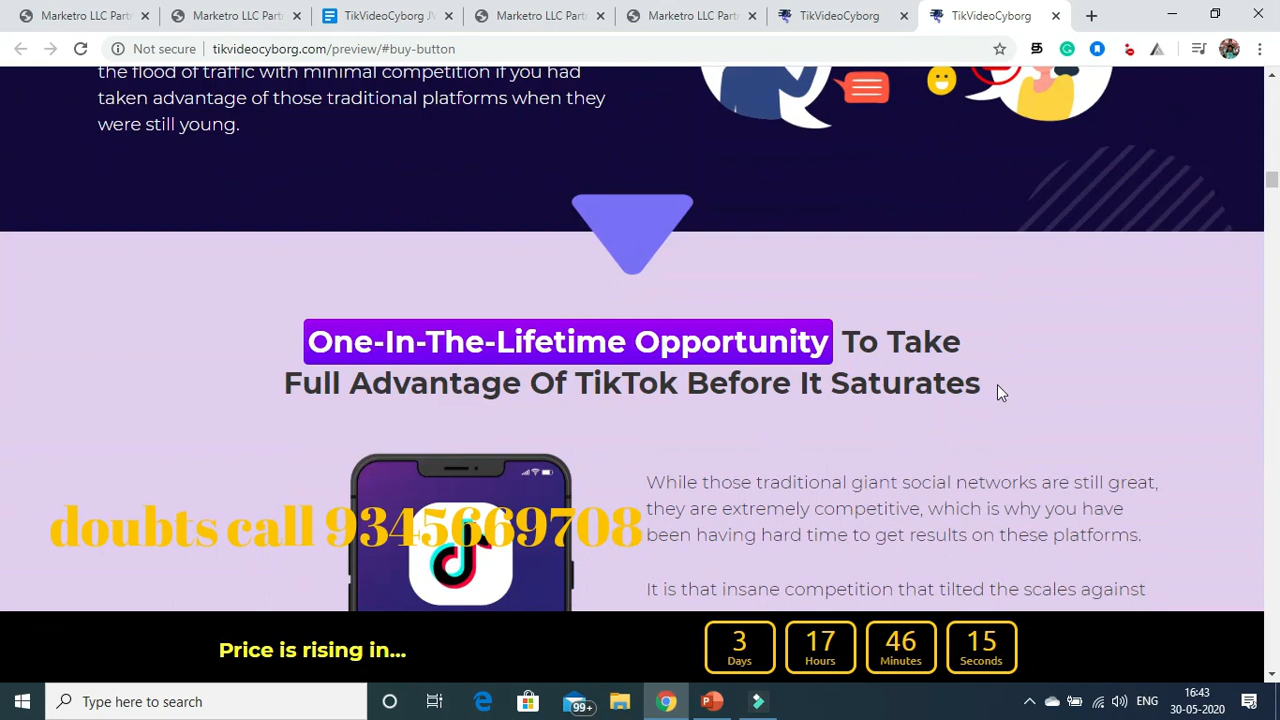 Marketro LLC Part
Marketro LLC Part
TikVideoCyborg JV
Marketro LLC Part
Marketro LLC Part
TikVideoCyborg
TikVideoCyborg
Not secure
tikvideocyborg.com/preview/#buy-button
the flood of traffic with minimal competition if you had
taken advantage of those traditional platforms when they
were still young.
One-In-The-Lifetime Opportunity To Take
Full Advantage Of TikTok Before It Saturates
While those traditional giant social networks are still great,
they are extremely competitive, which is why you have
been having hard time to get results on these platforms.
doubts call 9345669708
It is that insane competition that tilted the scales against
Price is rising in...
3 17 46 15
Days Hours Minutes Seconds
Type here to search
99+
ENG
16:43
30-05-2020